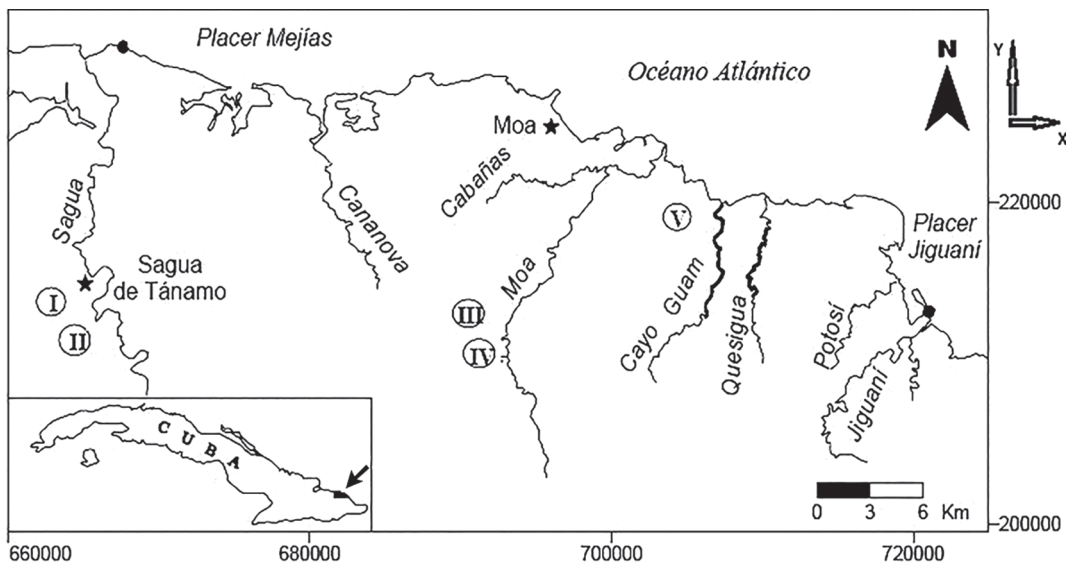 Placer Mejías
Océano Atlántico
N
Y
X
Moa
Cabañas
Sagua
Cananova
Sagua
de Tánamo
I
II
III
IV
Moa
V
Cayo Guam
Quesigua
Placer
Jiguaní
Potosí
Jiguaní
220000
200000
CUBA
0 3 6 Km
660000 680000 700000 720000